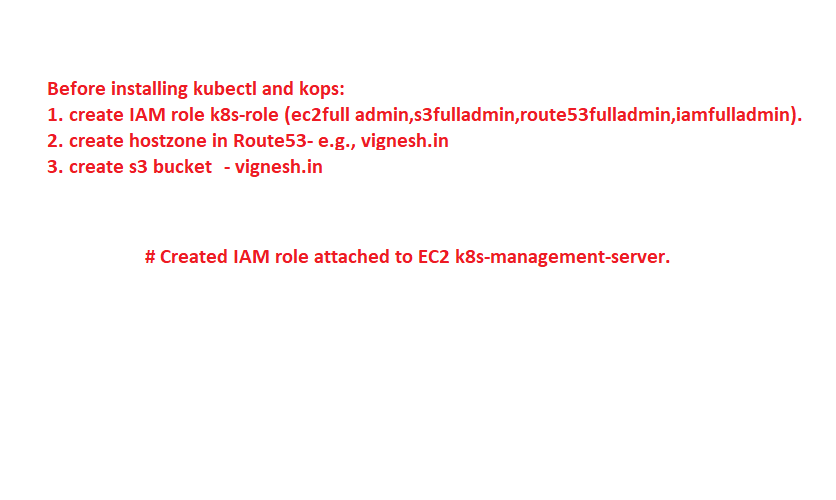 Before installing kubectl and kops:
1. create IAM role k8s-role (ec2full admin,s3fulladmin,route53fulladmin,iamfulladmin).
2. create hostzone in Route53- e.g., vignesh.in
3. create s3 bucket - vignesh.in
# Created IAM role attached to EC2 k8s-management-server.